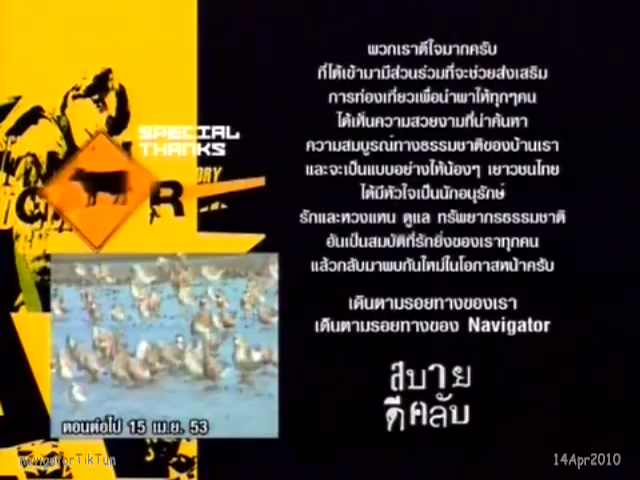 SPECIAL
THANKS
พวกเราดีใจมากครับ
ที่ได้เข้ามามีส่วนร่วมที่จะช่วยส่งเสริม
การท่องเที่ยวเพื่อนำพาให้ทุกๆคน
ได้เห็นความสวยงามที่น่าค้นหา
ความสมบูรณ์ทางธรรมชาติของบ้านเรา
และจะเป็นแบบอย่างให้น้องๆ เยาวชนไทย
ได้มีหัวใจเป็นนักอนุรักษ์
รักและหวงแหน ดูแล ทรัพยากรธรรมชาติ
อันเป็นสมบัติที่รักยิ่งของเราทุกคน
แล้วกลับมาพบกันใหม่ในโอกาสหน้าครับ
เดินตามรอยทางของเรา
เดินตามรอยทางของ Navigator
สบาย
ดีคลับ
ตอนต่อไป 15 เม.ย. 53
navigatorTikTun
14Apr2010